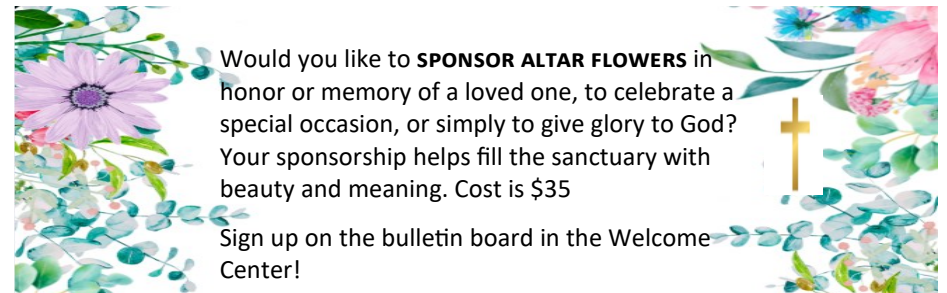 Would you like to SPONSOR ALTAR FLOWERS in
honor or memory of a loved one, to celebrate a
special occasion, or simply to give glory to God?
Your sponsorship helps fill the sanctuary with
beauty and meaning. Cost is $35
Sign up on the bulletin board in the Welcome
Center!